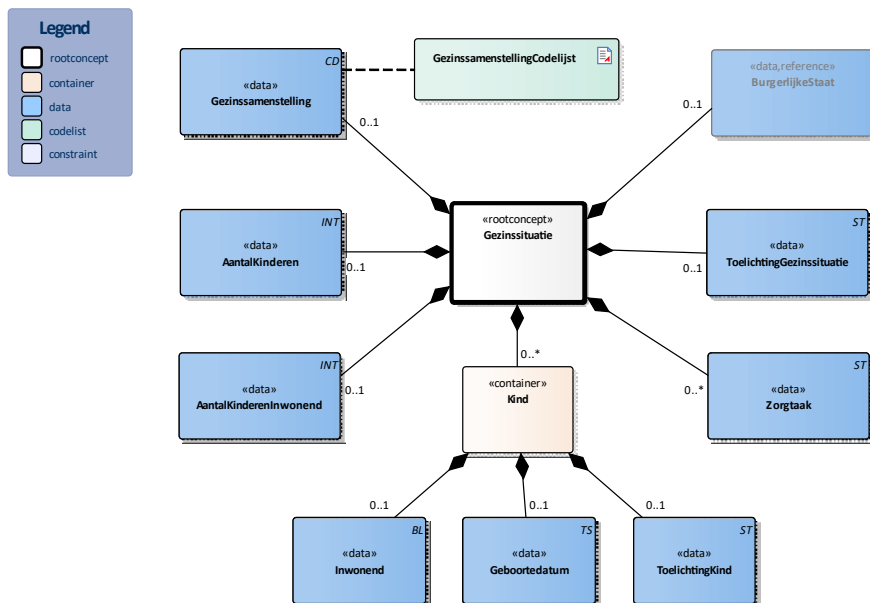 Legend
rootconcept
container
data
codelist
constraint
CD
«data»
Gezinssamenstelling
GezinssamenstellingCodelijst
«data,reference»
BurgerlijkeStaat
0..1
0..1
«rootconcept»
Gezinssituatie
INT
«data»
AantalKinderen
0..1
ST
«data»
ToelichtingGezinssituatie
0..1
INT
«data»
AantalKinderenInwonend
0..1
0..*
«container»
Kind
ST
«data»
Zorgtaak
0..*
0..1
0..1
0..1
BL
«data»
Inwonend
TS
«data»
Geboortedatum
ST
«data»
ToelichtingKind